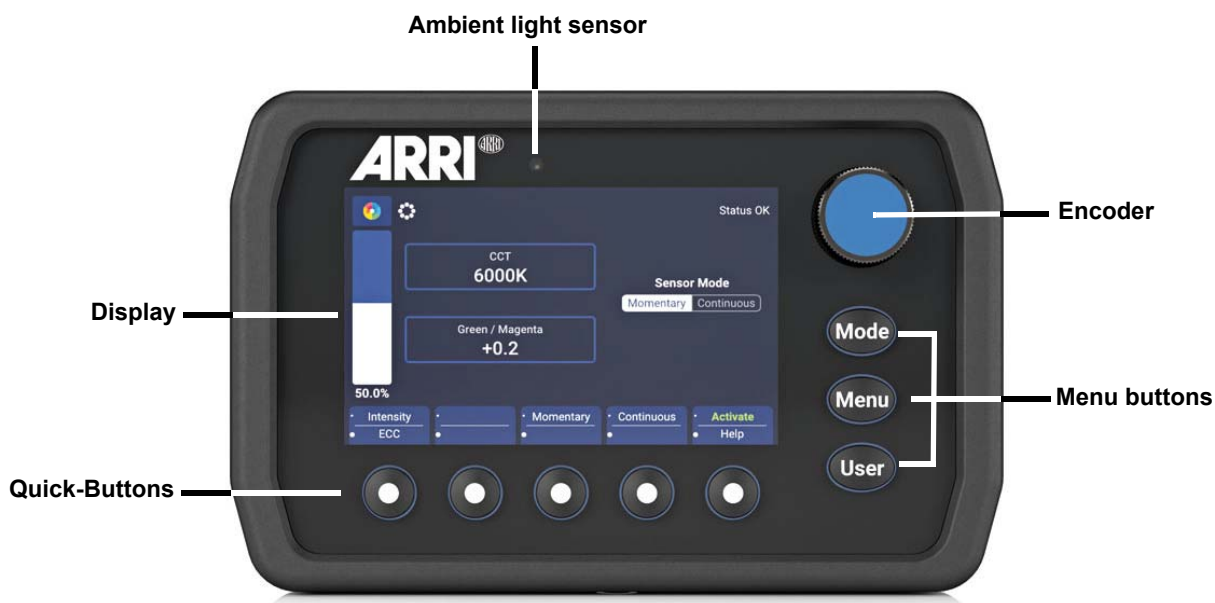 Ambient light sensor
ARRI® ARRI
Status OK
Encoder
CCT
6000K
Sensor Mode
Momentary Continuous
Display
Green / Magenta
+0.2
Mode
50.0%
Menu
Menu buttons
Intensity Momentary Continuous Activate
ECC Help
User
Quick-Buttons